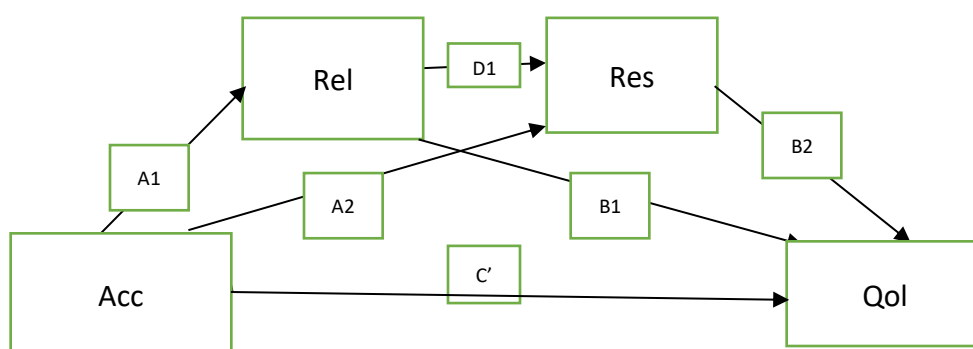 Rel
D1
Res
B2
A1
A2
B1
C’
Acc
Qol